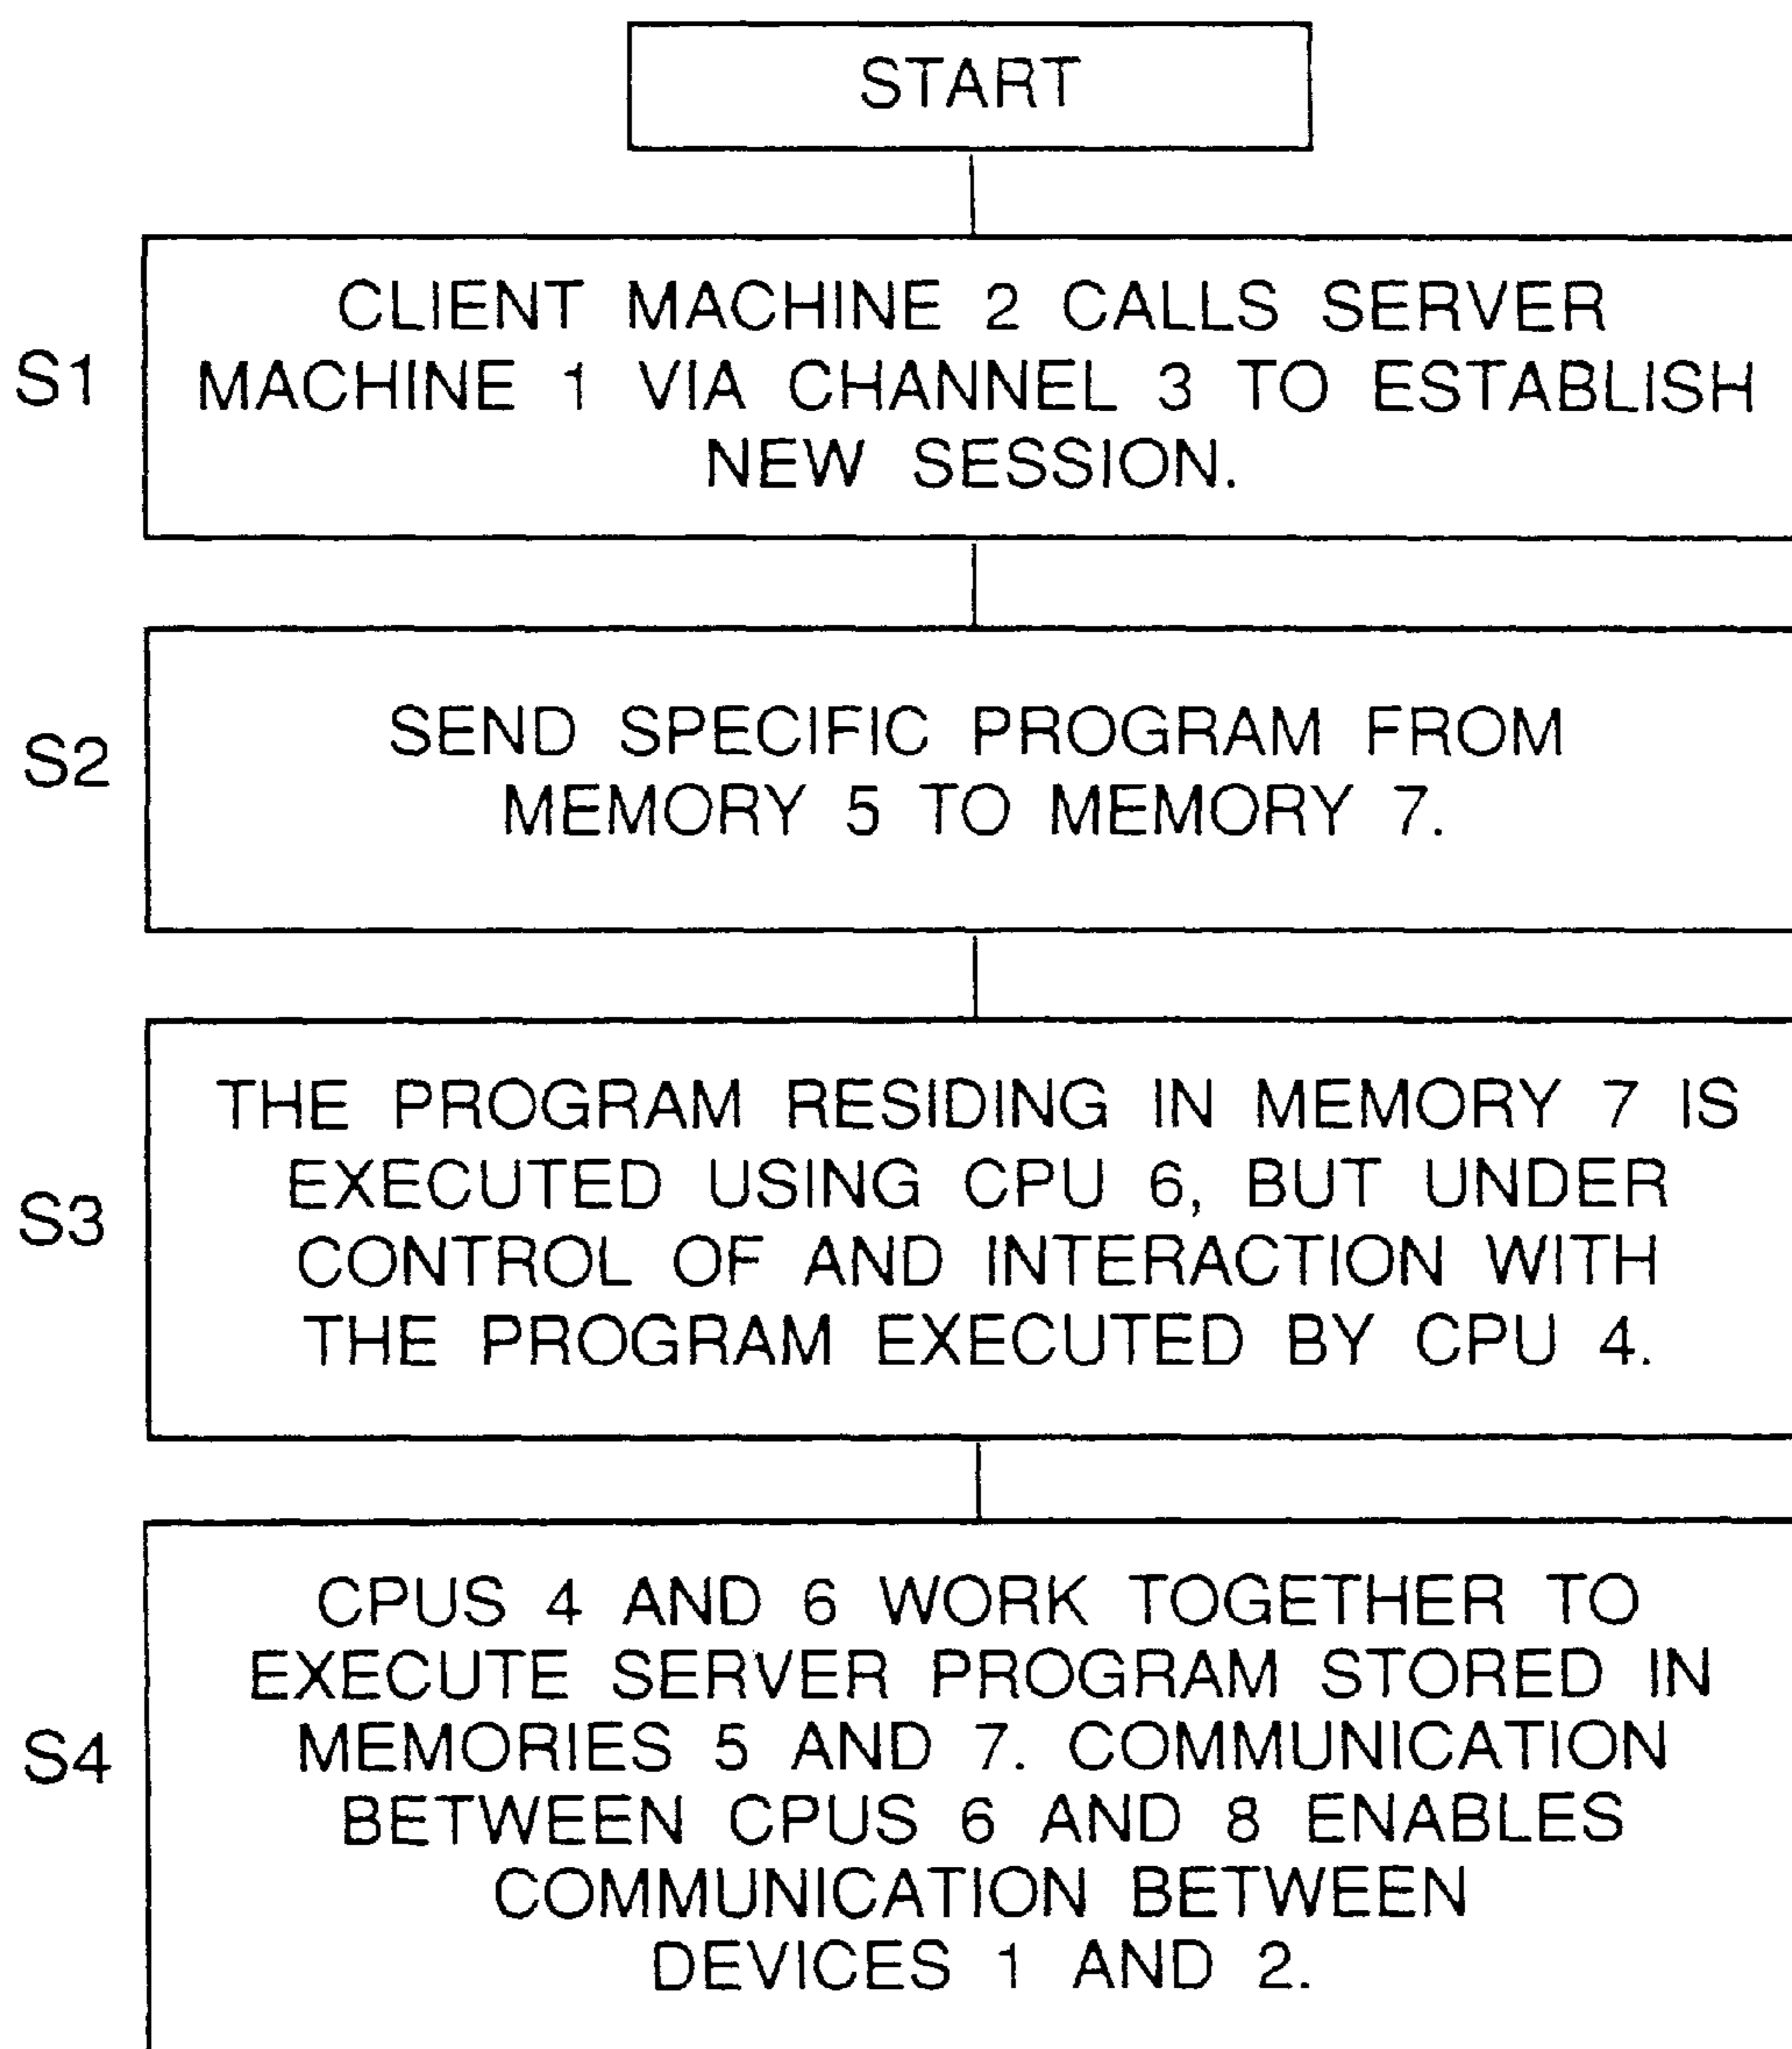 START
CLIENT MACHINE 2 CALLS SERVER
S1 MACHINE 1 VIA CHANNEL 3 TO ESTABLISH
NEW SESSION.
S2
SEND SPECIFIC PROGRAM FROM
MEMORY 5 TO MEMORY 7.
S3
THE PROGRAM RESIDING IN MEMORY 7 IS
EXECUTED USING CPU 6, BUT UNDER
CONTROL OF AND INTERACTION WITH
THE PROGRAM EXECUTED BY CPU 4.
S4
CPUS 4 AND 6 WORK TOGETHER TO
EXECUTE SERVER PROGRAM STORED IN
MEMORIES 5 AND 7. COMMUNICATION
BETWEEN CPUS 6 AND 8 ENABLES
COMMUNICATION BETWEEN
DEVICES 1 AND 2.